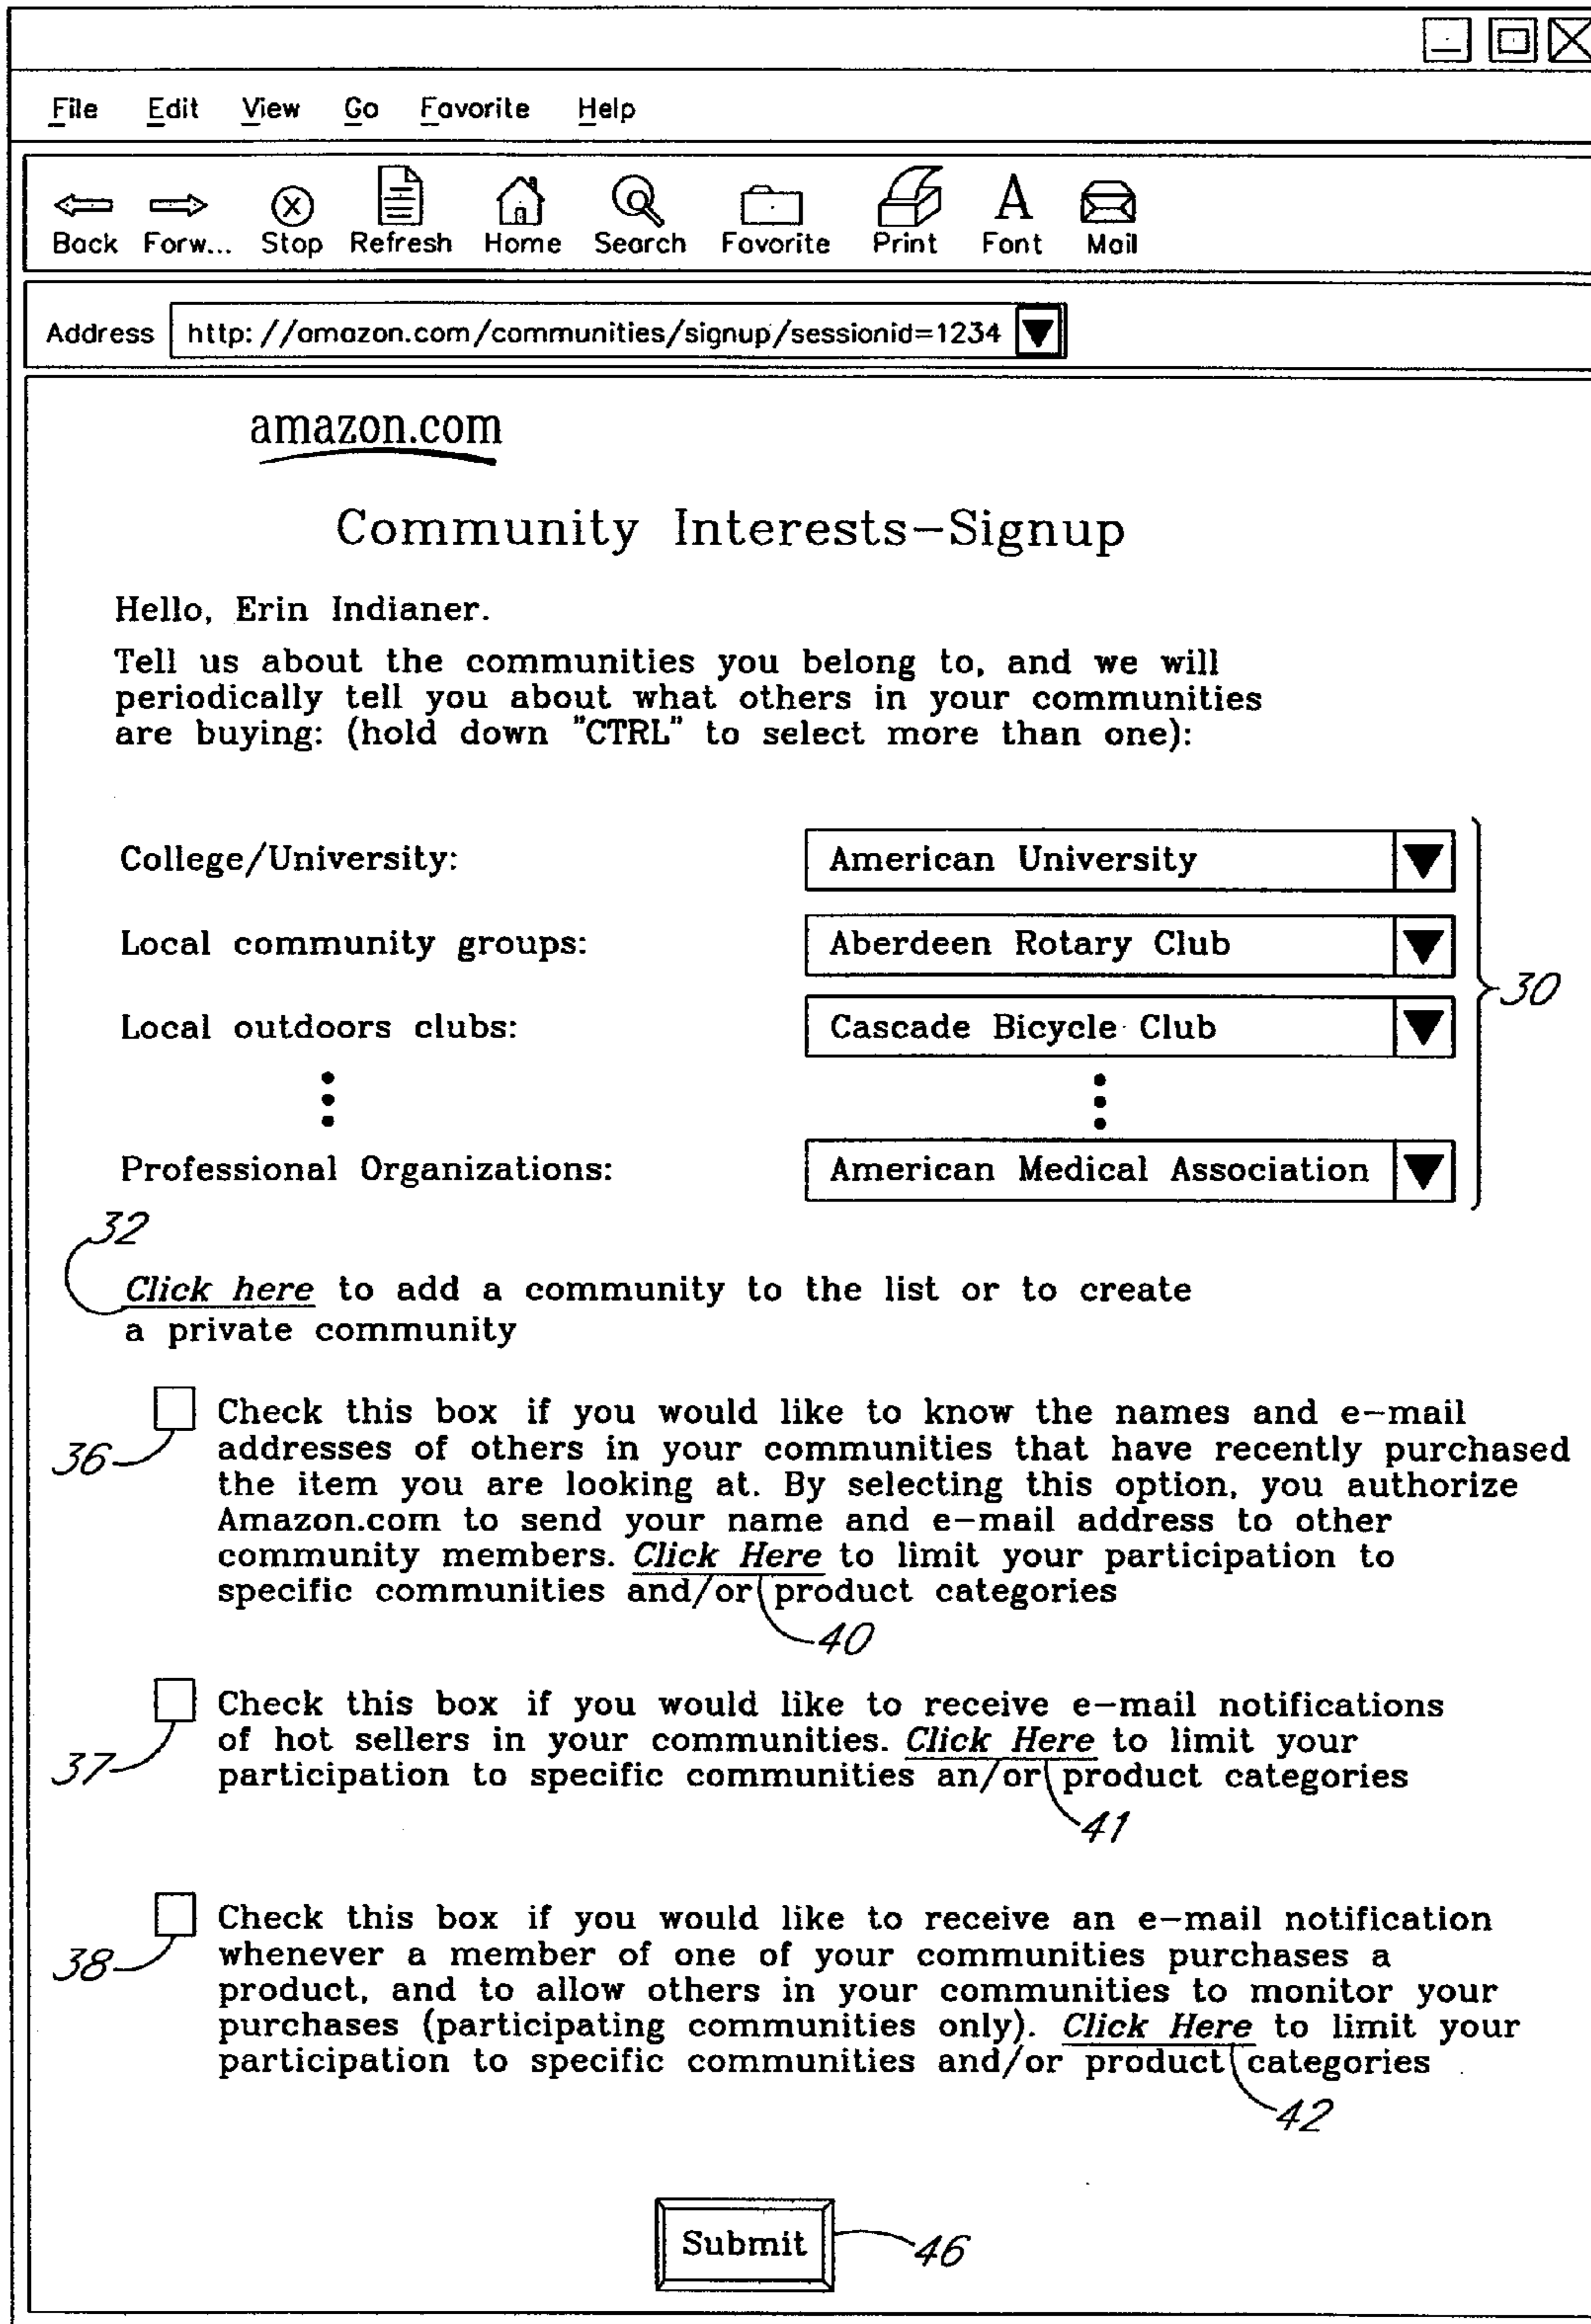 File Edit View Go Favorite Help
Back Forw... Stop Refresh Home Search Favorite Print Font Mail
Address http://amazon.com/communities/signup/sessionid=1234
amazon.com
Community Interests-Signup
Hello, Erin Indianer.
Tell us about the communities you belong to, and we will
periodically tell you about what others in your communities
are buying: (hold down "CTRL" to select more than one):
College/University: American University
Local community groups: Aberdeen Rotary Club
30
Local outdoors clubs: Cascade Bicycle Club
Professional Organizations: American Medical Association
32
Click here to add a community to the list or to create
a private community
Check this box if you would like to know the names and e-mail
36 addresses of others in your communities that have recently purchased
the item you are looking at. By selecting this option, you authorize
Amazon.com to send your name and e-mail address to other
community members. Click Here to limit your participation to
specific communities and/or product categories
40
Check this box if you would like to receive e-mail notifications
of hot sellers in your communities. Click Here to limit your
37 participation to specific communities an/or product categories
41
Check this box if you would like to receive an e-mail notification
38 whenever a member of one of your communities purchases a
product, and to allow others in your communities to monitor your
purchases (participating communities only). Click Here to limit your
participation to specific communities and/or product categories
42
Submit 46